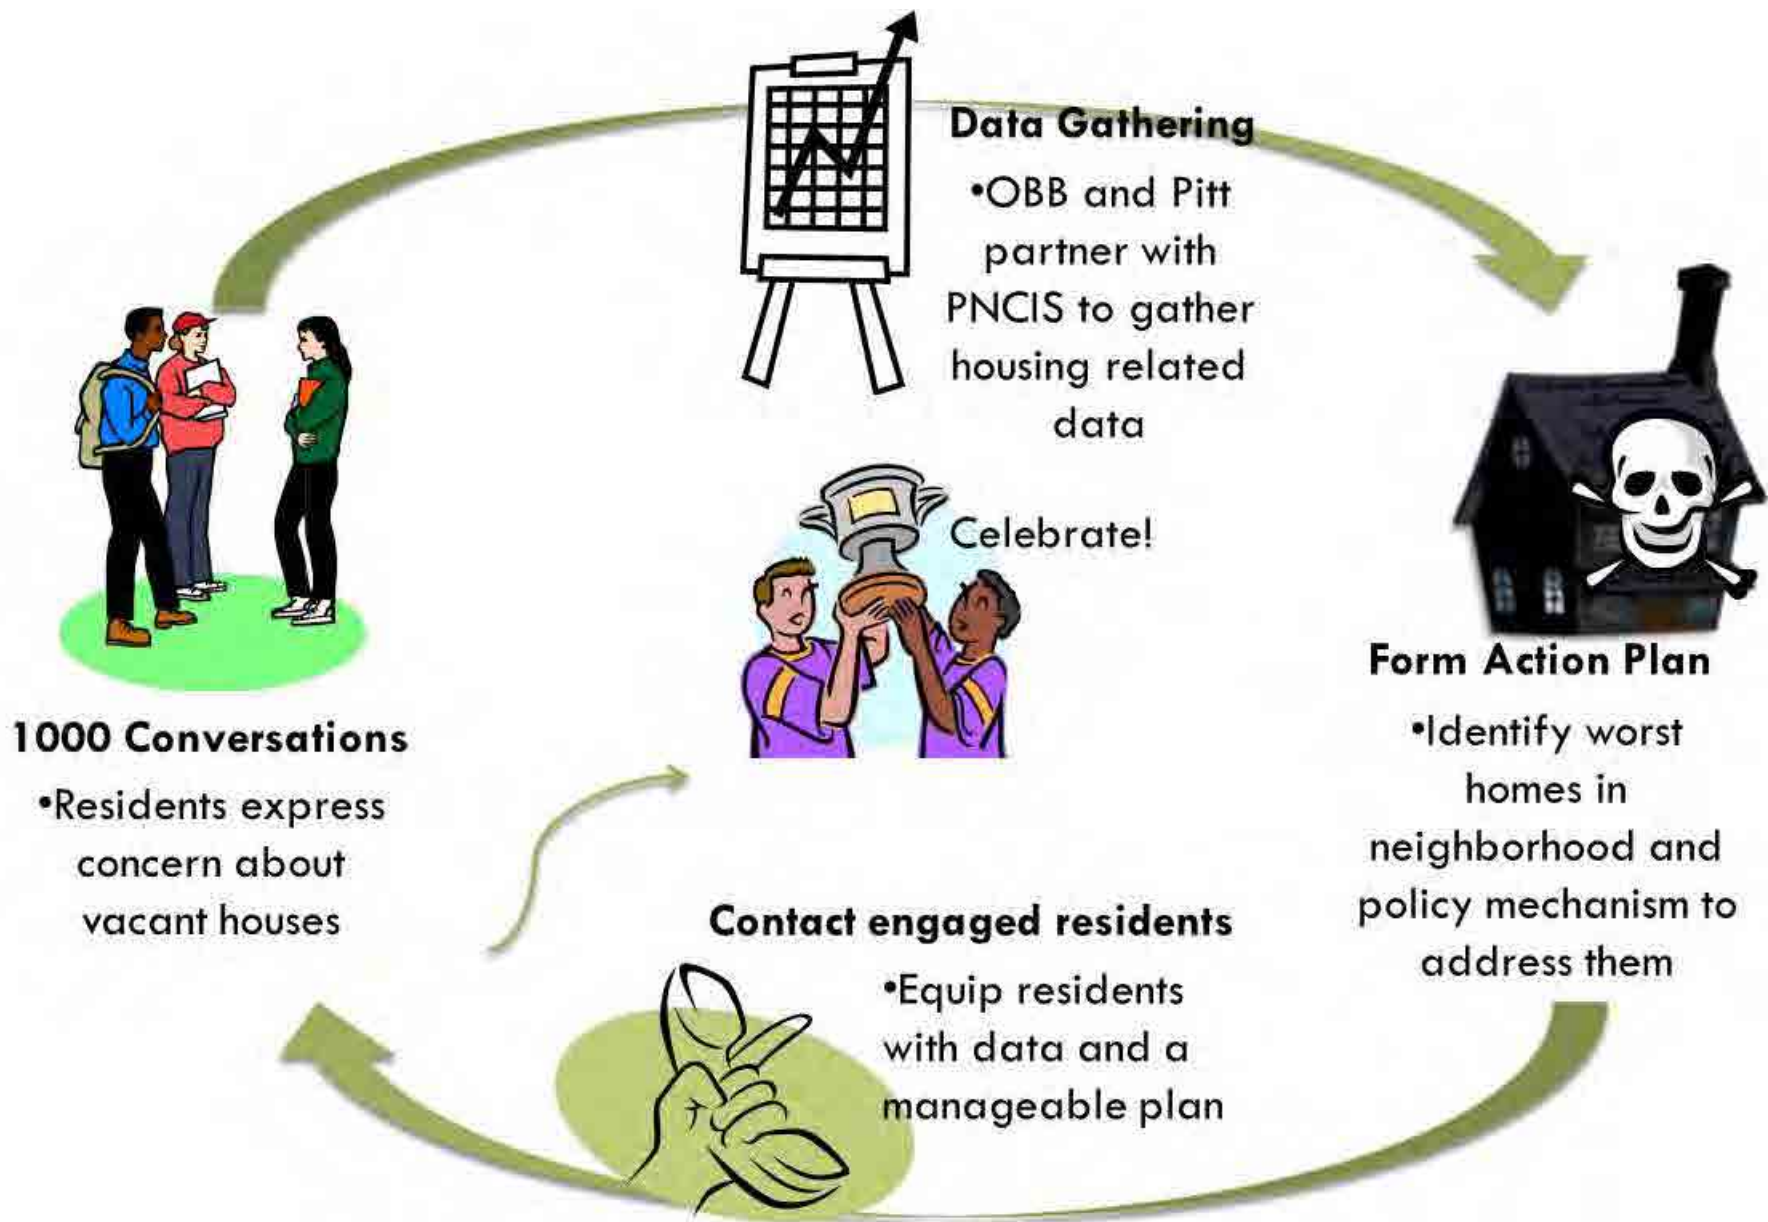 Data Gathering
•OBB and Pitt
partner with
PNCIS to gather
housing related
data
Celebrate!
Form Action Plan
•Identify worst
homes in
neighborhood and
policy mechanism to
address them
1000 Conversations
•Residents express
concern about
vacant houses
Contact engaged residents
•Equip residents
with data and a
manageable plan